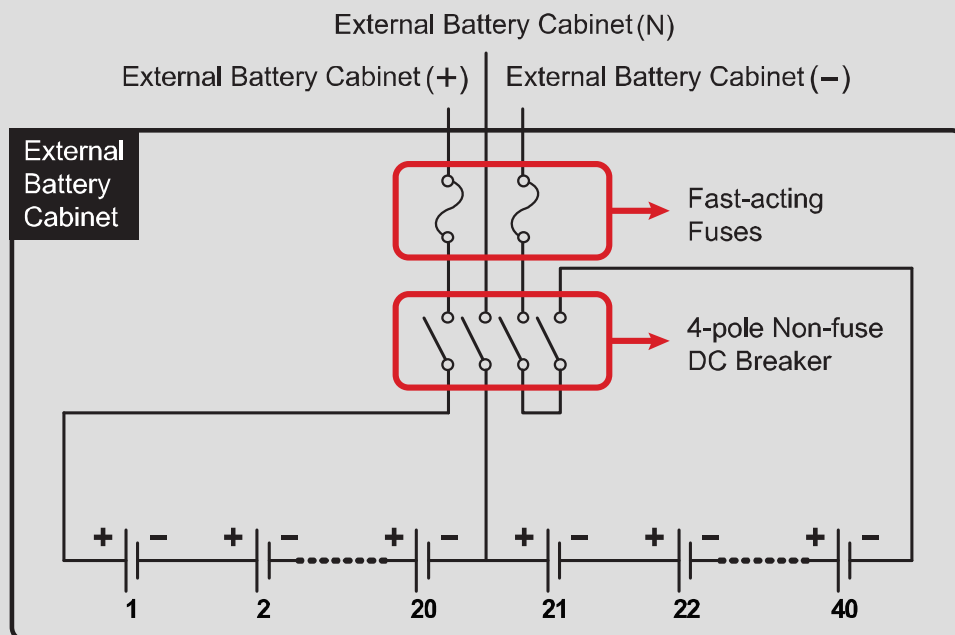 External Battery Cabinet (N)
External Battery Cabinet (+)
External Battery Cabinet (−)
External
Battery
Cabinet
Fast-acting
Fuses
4-pole Non-fuse
DC Breaker
+ − + − + − + − + − + −
1 2 20 21 22 40